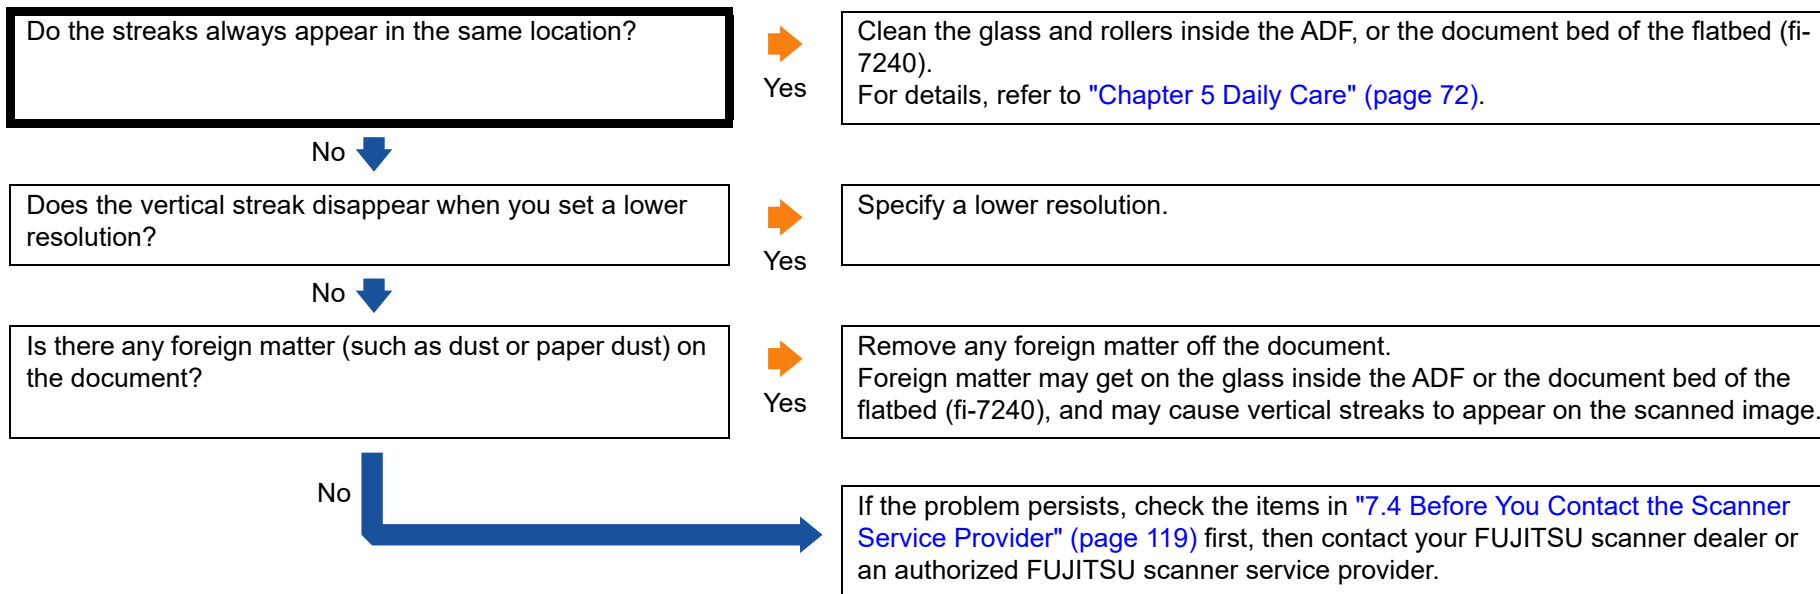 Do the streaks always appear in the same location?
Yes
Clean the glass and rollers inside the ADF, or the document bed of the flatbed (fi-
7240).
For details, refer to "Chapter 5 Daily Care" (page 72).
No
Does the vertical streak disappear when you set a lower
resolution?
Yes
Specify a lower resolution.
No
Is there any foreign matter (such as dust or paper dust) on
the document?
Yes
Remove any foreign matter off the document.
Foreign matter may get on the glass inside the ADF or the document bed of the
flatbed (fi-7240), and may cause vertical streaks to appear on the scanned image.
No
If the problem persists, check the items in "7.4 Before You Contact the Scanner
Service Provider" (page 119) first, then contact your FUJITSU scanner dealer or
an authorized FUJITSU scanner service provider.